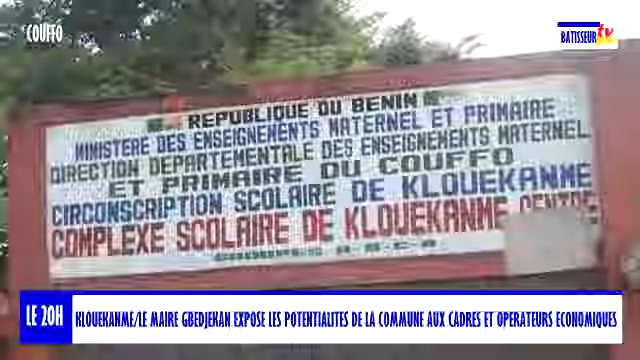 COUFFO
BATISSEUR TV
REPUBLIQUE DU BENIN
MINISTERE DES ENSEIGNEMENTS MATERNEL ET PRIMAIRE
DIRECTION DEPARTEMENTALE DES ENSEIGNEMENTS MATERNEL
ET PRIMAIRE DU COUFFO
CIRCONSCRIPTION SCOLAIRE DE KLOUEKANME
COMPLEXE SCOLAIRE DE KLOUEKANME CENTRE
LE 20H
KLOUEKANME/LE MAIRE GBEDJEKAN EXPOSE LES POTENTIALITES DE LA COMMUNE AUX CADRES ET OPERATEURS ECONOMIQUES